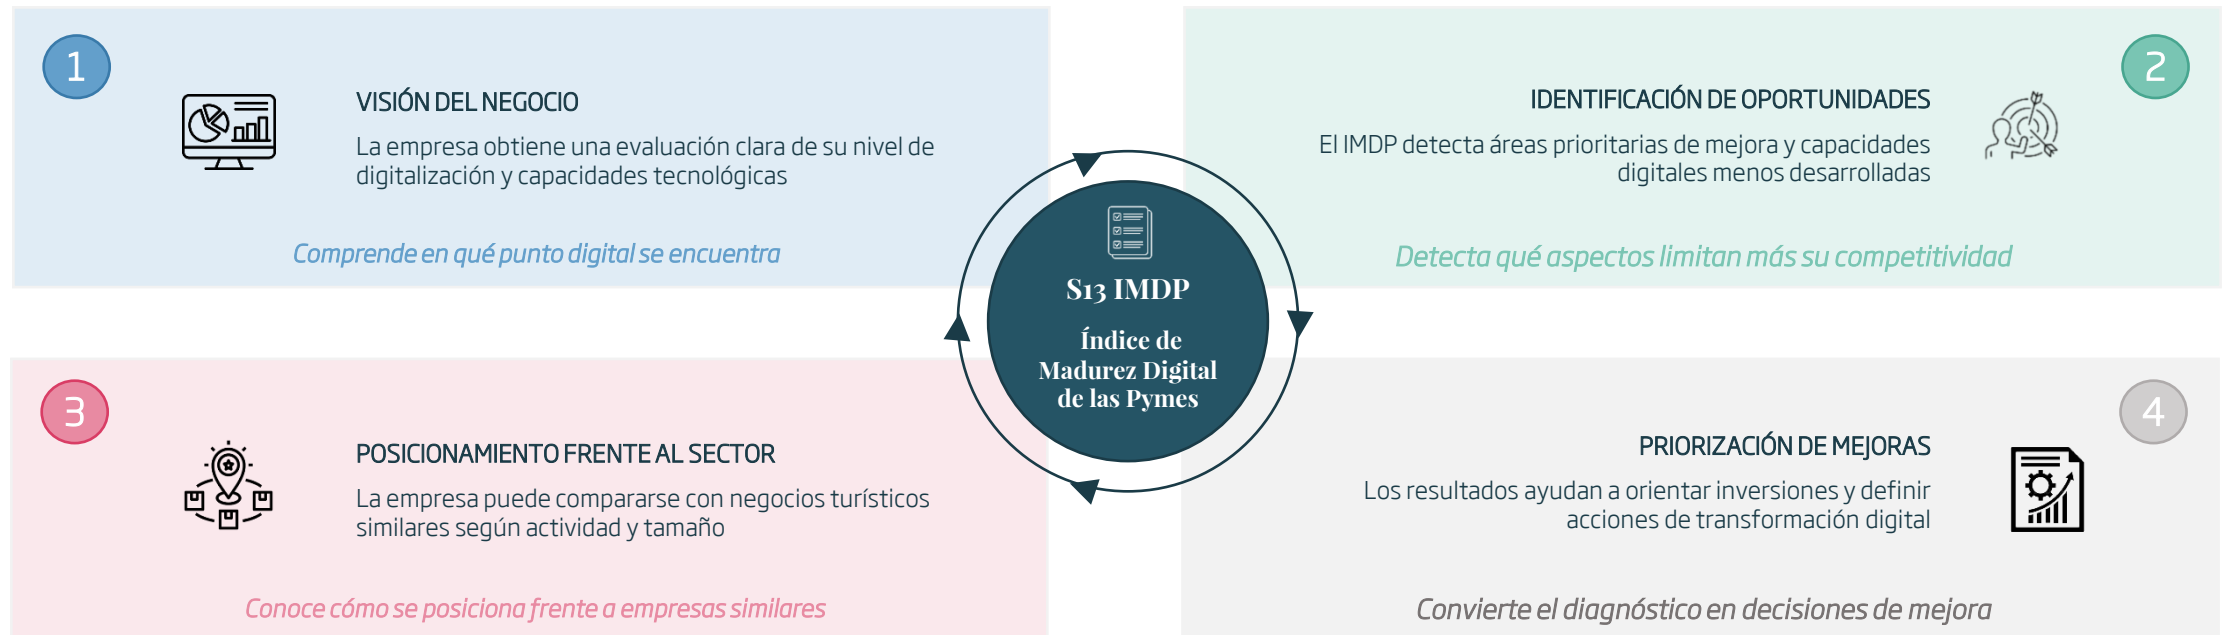 1
VISIÓN DEL NEGOCIO
La empresa obtiene una evaluación clara de su nivel de
digitalización y capacidades tecnológicas
Comprende en qué punto digital se encuentra
2
IDENTIFICACIÓN DE OPORTUNIDADES
El IMDP detecta áreas prioritarias de mejora y capacidades
digitales menos desarrolladas
Detecta qué aspectos limitan más su competitividad
S13 IMDP
Índice de
Madurez Digital
de las Pymes
3
POSICIONAMIENTO FRENTE AL SECTOR
La empresa puede compararse con negocios turísticos
similares según actividad y tamaño
Conoce cómo se posiciona frente a empresas similares
4
PRIORIZACIÓN DE MEJORAS
Los resultados ayudan a orientar inversiones y definir
acciones de transformación digital
Convierte el diagnóstico en decisiones de mejora